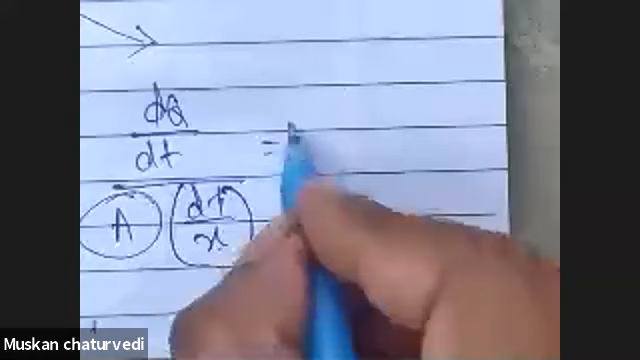 dQ
dt =
A (dt
x)
Muskan chaturvedi